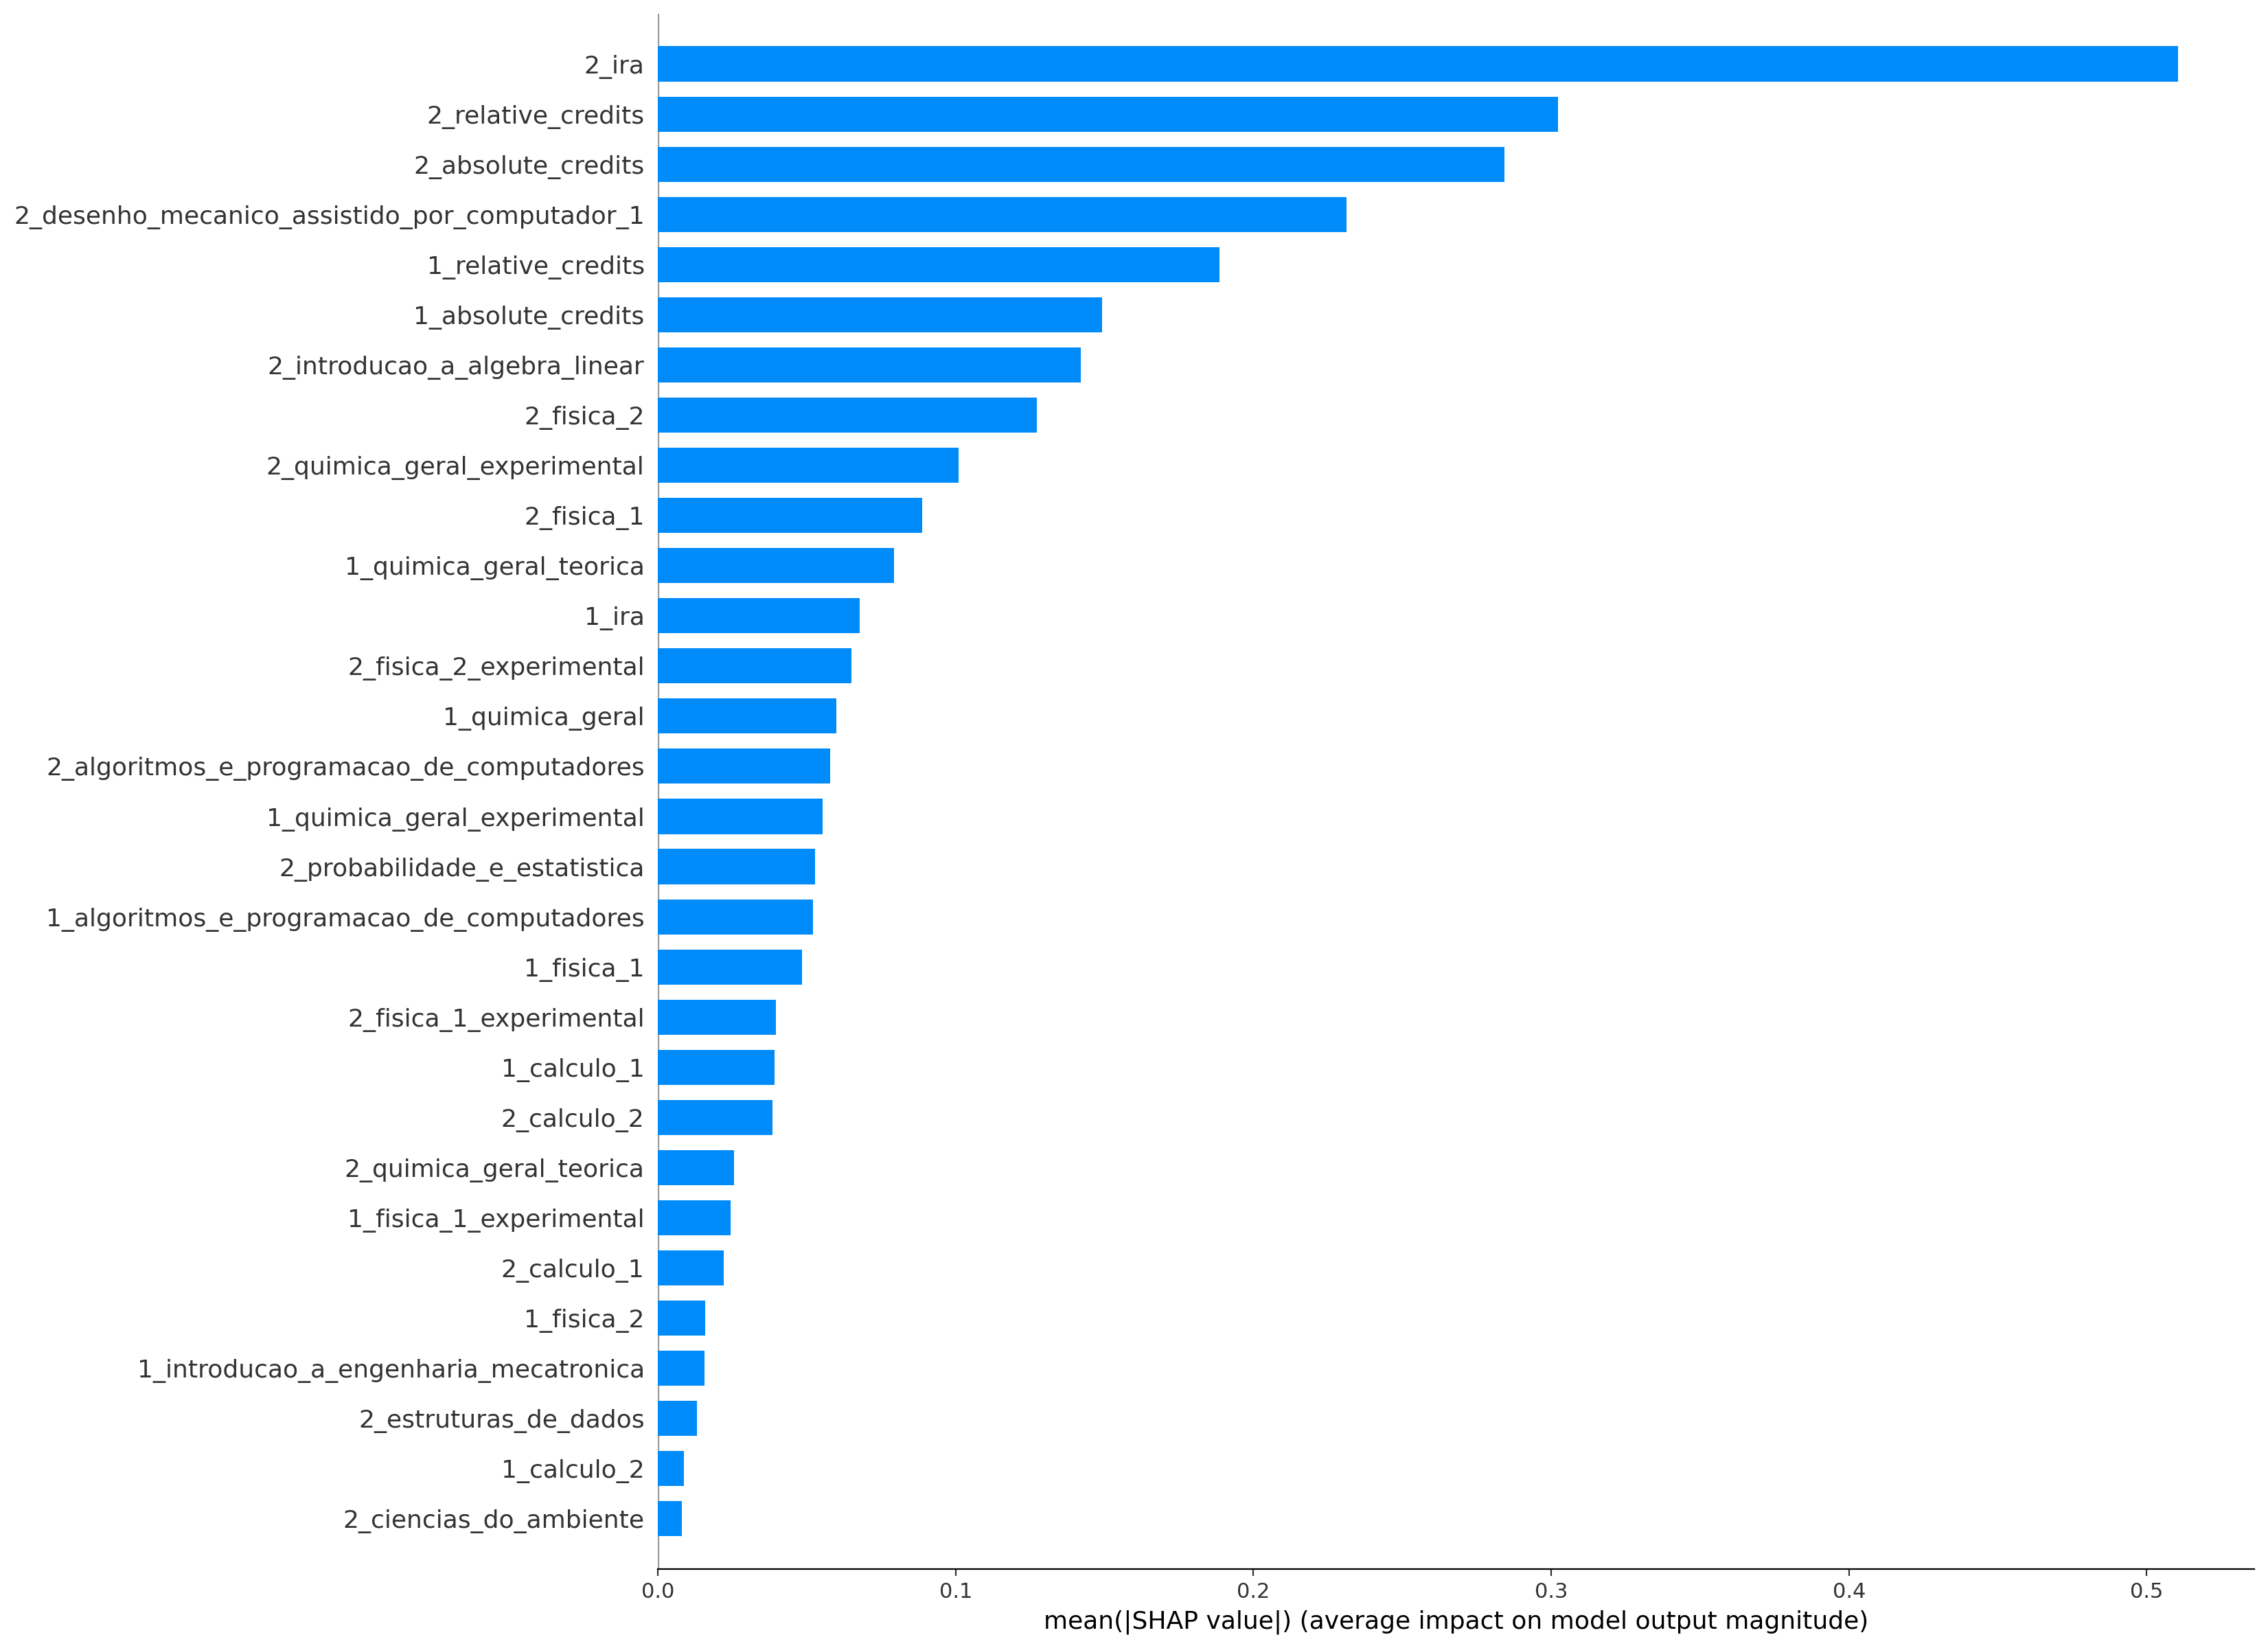 2_ira
2_relative_credits
2_absolute_credits
2_desenho_mecanico_assistido_por_computador_1
1_relative_credits
1_absolute_credits
2_introducao_a_algebra_linear
2_fisica_2
2_quimica_geral_experimental
2_fisica_1
1_quimica_geral_teorica
1_ira
2_fisica_2_experimental
1_quimica_geral
2_algoritmos_e_programacao_de_computadores
1_quimica_geral_experimental
2_probabilidade_e_estatistica
1_algoritmos_e_programacao_de_computadores
1_fisica_1
2_fisica_1_experimental
1_calculo_1
2_calculo_2
2_quimica_geral_teorica
1_fisica_1_experimental
2_calculo_1
1_fisica_2
1_introducao_a_engenharia_mecatronica
2_estruturas_de_dados
1_calculo_2
2_ciencias_do_ambiente
0.0 0.1 0.2 0.3 0.4 0.5
mean(|SHAP value|) (average impact on model output magnitude)